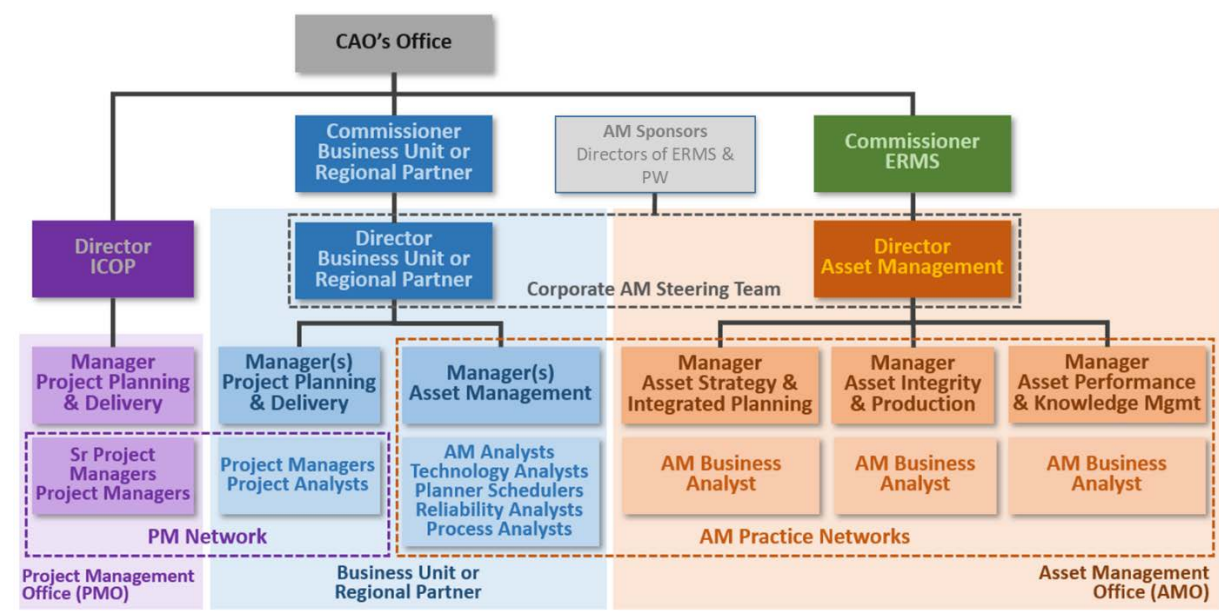 CAO's Office
Commissioner
Business Unit or
Regional Partner
AM Sponsors
Directors of ERMS &
PW
Commissioner
ERMS
Director
ICOP
Director
Business Unit or
Regional Partner
Director
Asset Management
Corporate AM Steering Team
Manager
Project Planning
& Delivery
Manager(s)
Project Planning
& Delivery
Manager(s)
Asset Management
Manager
Asset Strategy &
Integrated Planning
Manager
Asset Integrity
& Production
Manager
Asset Performance
& Knowledge Mgmt
Sr Project
Managers
Project Managers
Project Managers
Project Analysts
AM Analysts
Technology Analysts
Planner Schedulers
Reliability Analysts
Process Analysts
AM Business
Analyst
AM Business
Analyst
AM Business
Analyst
PM Network
AM Practice Networks
Project Management
Office (PMO)
Business Unit or
Regional Partner
Asset Management
Office (AMO)